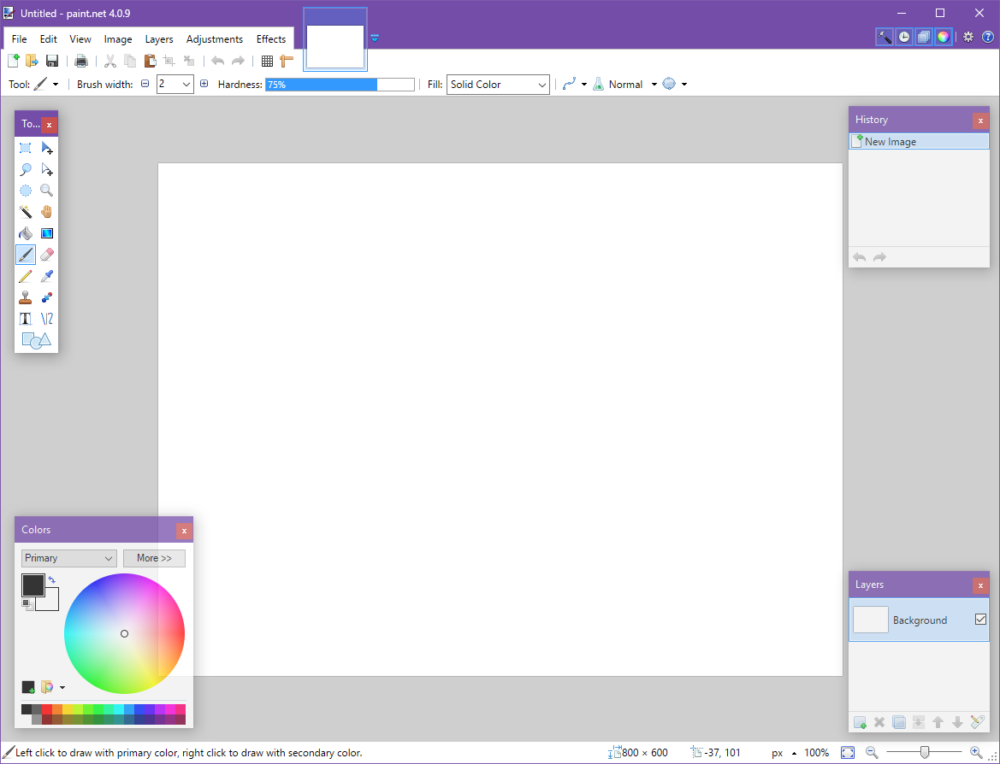 Untitled - paint.net 4.0.9
File Edit View Image Layers Adjustments Effects
Tool: Brush width: 2 Hardness: 75% Fill: Solid Color Normal
To...
History
New Image
Colors
Primary More >>
Layers
Background
Left click to draw with primary color, right click to draw with secondary color. 800 × 600 -37, 101 px 100%